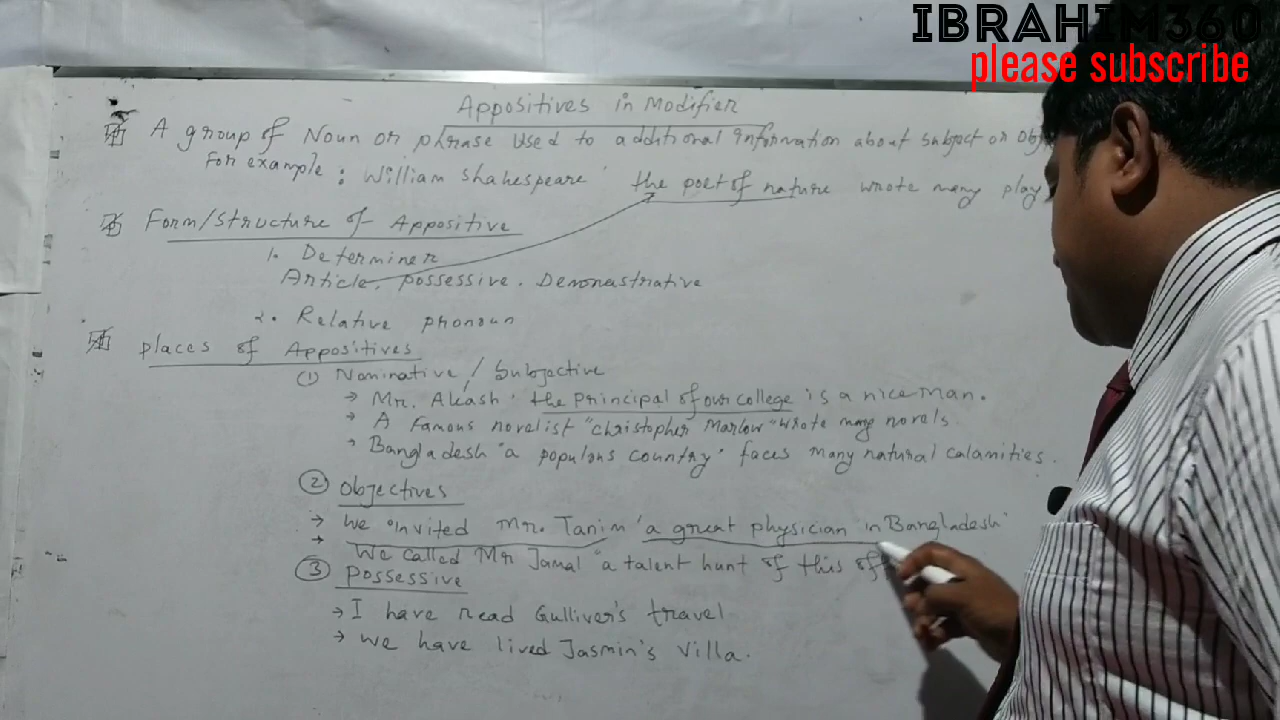 IBRAHIM360
please subscribe
Appositives in Modifier
A group of Noun or phrase Used to additional information about Subject or Obj
For example: William Shakespeare' the poet of nature wrote many play
Form/Structure of Appositive
1. Determiner
Article, possessive. Demonastrative
2. Relative pronoun
places of Appositives
① Nominative/Subjective
→ Mr. Akash' the principal of our college is a nice man.
→ A Famous novelist "christopher Marlow" wrote many novels
→ Bangladesh "a populous country' faces many natural calamities.
② Objectives
→ We invited Mr. Tanim 'a great physician in Bangladesh'
→ We called Mr Jamal "a talent hunt of this of
③ possessive
→ I have read Gulliver's travel
→ We have lived Jasmin's Villa.